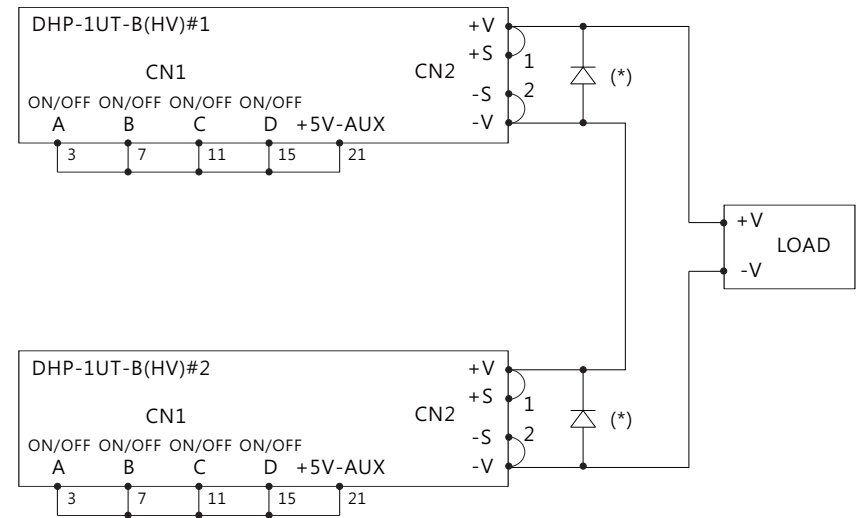 DHP-1UT-B(HV)#1
+V
+S
1
CN1
CN2
(*)
-S
2
ON/OFF ON/OFF ON/OFF ON/OFF
-V
A B C D +5V-AUX
3 7 11 15 21
+V
LOAD
-V
DHP-1UT-B(HV)#2
+V
+S
1
CN1
CN2
(*)
-S
2
ON/OFF ON/OFF ON/OFF ON/OFF
-V
A B C D +5V-AUX
3 7 11 15 21